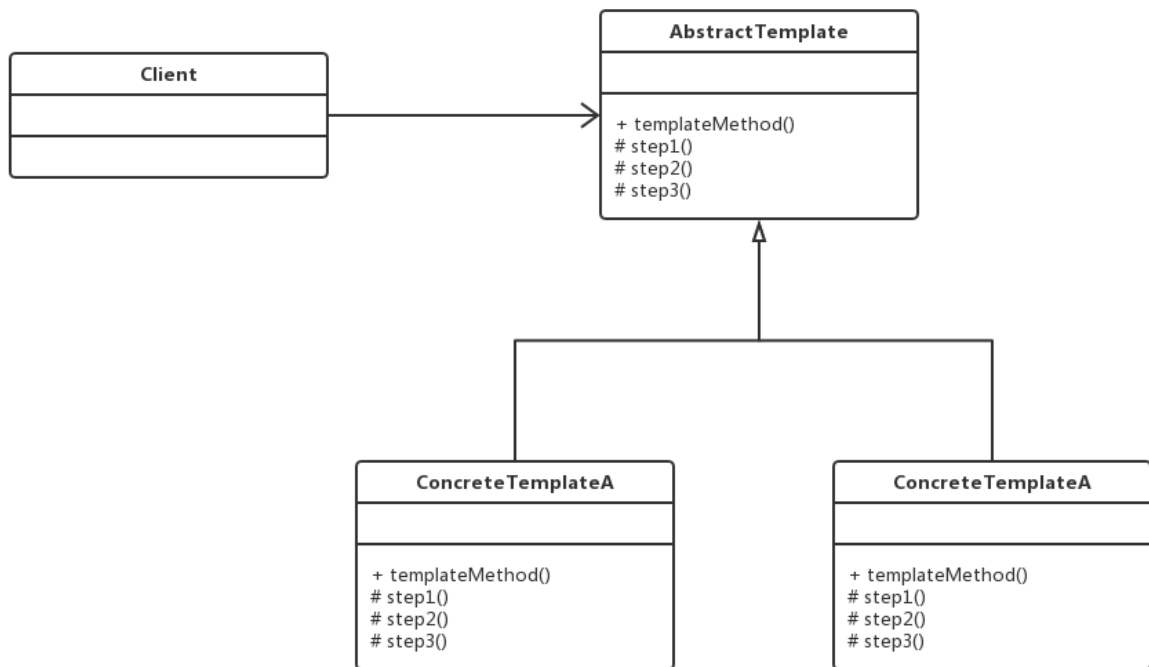 Client
AbstractTemplate
+ templateMethod()
# step1()
# step2()
# step3()
ConcreteTemplateA
+ templateMethod()
# step1()
# step2()
# step3()
ConcreteTemplateA
+ templateMethod()
# step1()
# step2()
# step3()